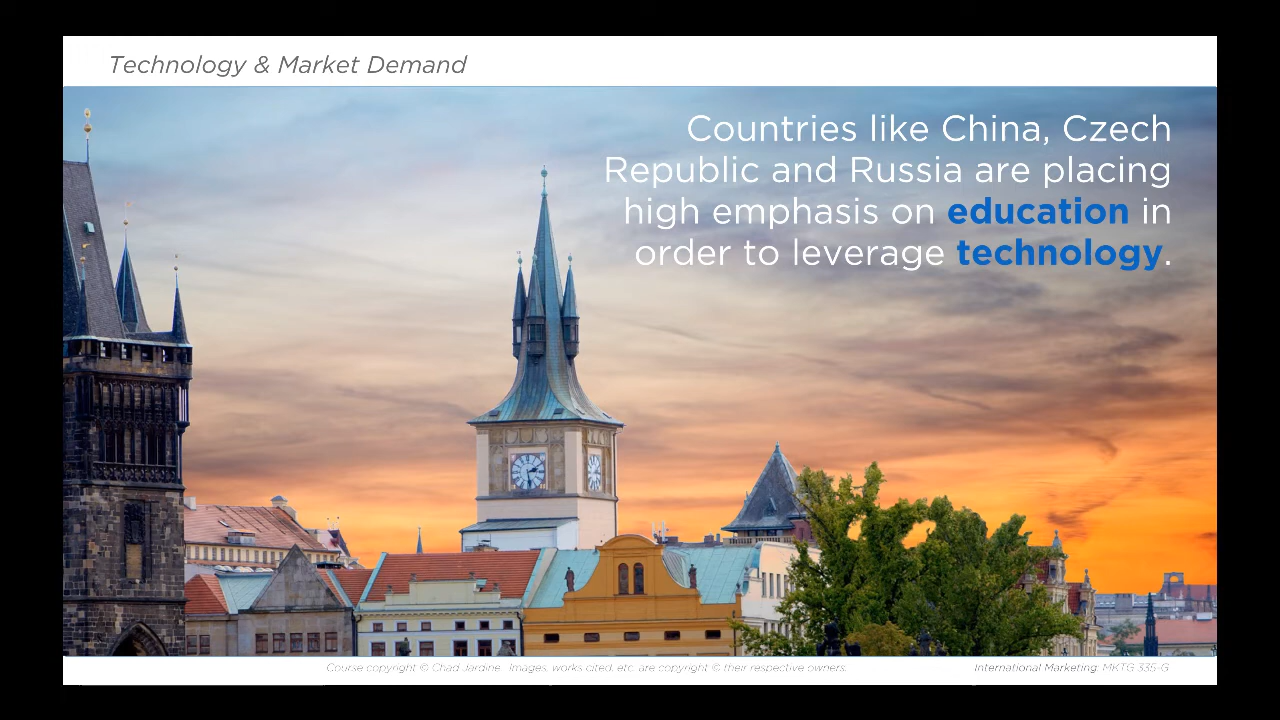 Technology & Market Demand
Countries like China, Czech
Republic and Russia are placing
high emphasis on education in
order to leverage technology.
Course copyright © Chad Jardine. Images, works cited, etc. are copyright © their respective owners.
International Marketing: MKTG 335-G